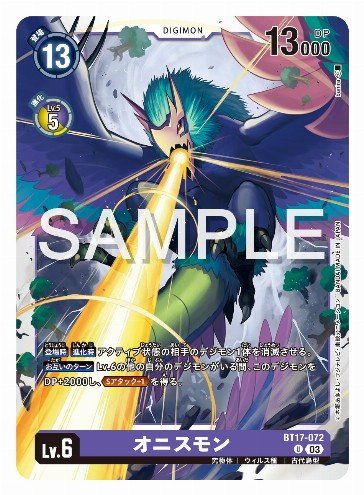 DIGIMON
登場
13
DP
13000
進化
Lv.5
5
SAMPLE
登場時 進化時 アクティブ状態の相手のデジモン1体を消滅させる。
お互いのターン Lv.6の他の自分のデジモンがいる間、このデジモンを
DP+2000し、Sアタック-1を得る。
BT17-072
Lv.6
オニスモン
U 03
究極体 ウィルス種 古代鳥型